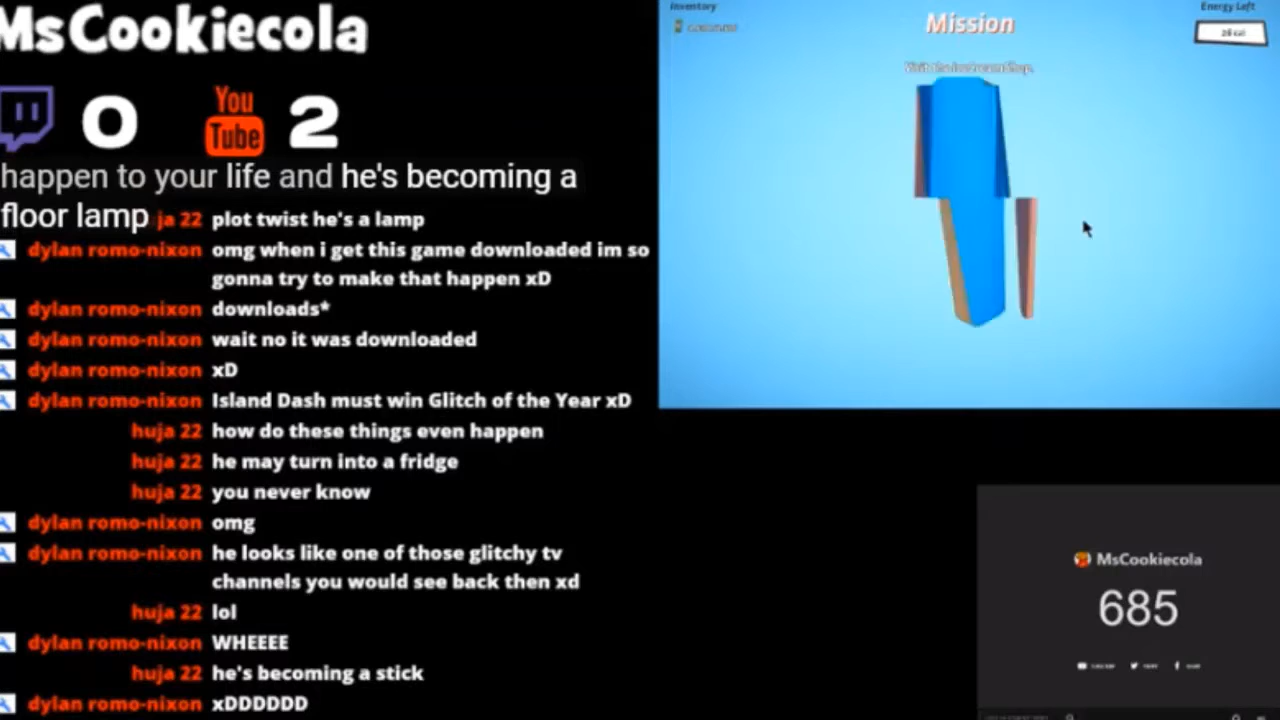 MsCookiecola
0
You
Tube
2
happen to your life and he's becoming a
floor lamp
ja 22 plot twist he's a lamp
dylan romo-nixon omg when i get this game downloaded im so
gonna try to make that happen xD
dylan romo-nixon downloads*
dylan romo-nixon wait no it was downloaded
dylan romo-nixon xD
dylan romo-nixon Island Dash must win Glitch of the Year xD
huja 22 how do these things even happen
huja 22 he may turn into a fridge
huja 22 you never know
dylan romo-nixon omg
dylan romo-nixon he looks like one of those glitchy tv
channels you would see back then xd
huja 22 lol
dylan romo-nixon WHEEEE
huja 22 he's becoming a stick
dylan romo-nixon xDDDDDD
Inventory
Mission
Energy Left
Visit the Icecream Shop.
MsCookiecola
685